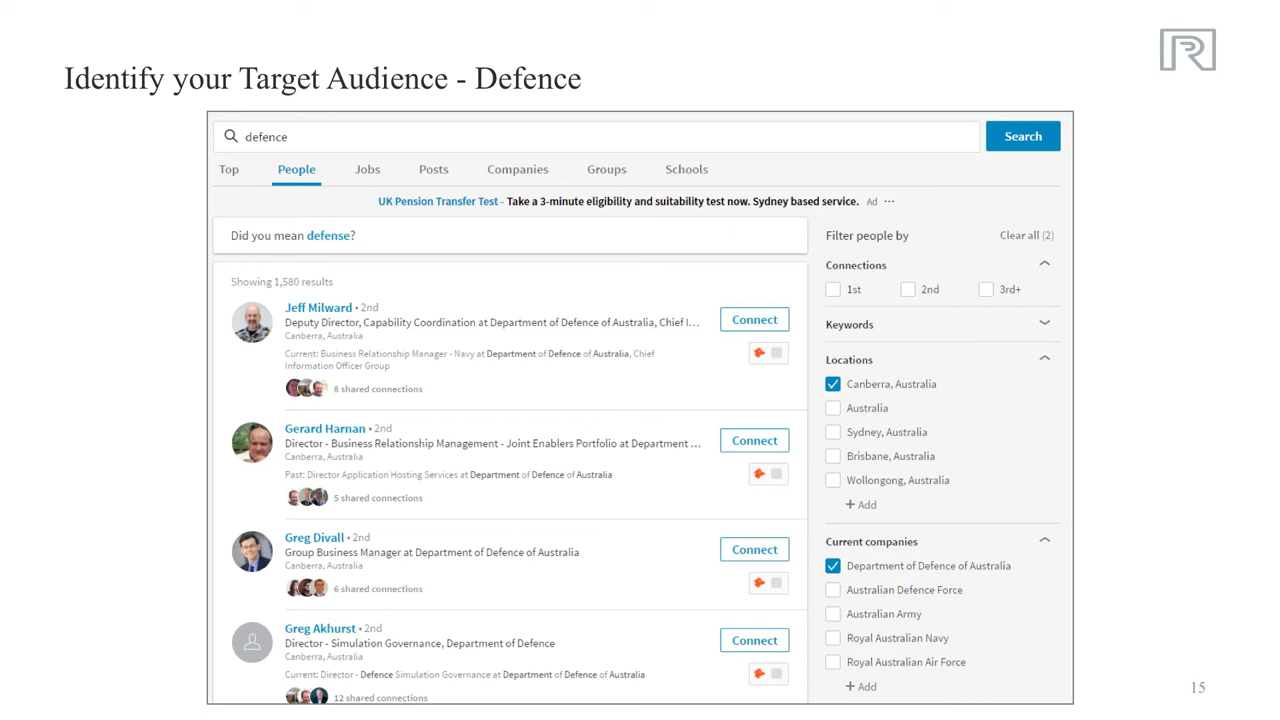 R
Identify your Target Audience - Defence
defence
Search
Top People Jobs Posts Companies Groups Schools
UK Pension Transfer Test - Take a 3-minute eligibility and suitability test now. Sydney based service. Ad ···
Did you mean defense?
Showing 1,580 results
Jeff Milward • 2nd
Deputy Director, Capability Coordination at Department of Defence of Australia, Chief I...
Canberra, Australia
Current: Business Relationship Manager - Navy at Department of Defence of Australia, Chief
Information Officer Group
8 shared connections
Connect
Gerard Harnan • 2nd
Director - Business Relationship Management - Joint Enablers Portfolio at Department ...
Canberra, Australia
Past: Director Application Hosting Services at Department of Defence of Australia
5 shared connections
Connect
Greg Divall • 2nd
Group Business Manager at Department of Defence of Australia
Canberra, Australia
6 shared connections
Connect
Greg Akhurst • 2nd
Director - Simulation Governance, Department of Defence
Canberra, Australia
Current: Director - Defence Simulation Governance at Department of Defence of Australia
12 shared connections
Connect
Filter people by Clear all (2)
Connections
1st 2nd 3rd+
Keywords
Locations
Canberra, Australia
Australia
Sydney, Australia
Brisbane, Australia
Wollongong, Australia
+ Add
Current companies
Department of Defence of Australia
Australian Defence Force
Australian Army
Royal Australian Navy
Royal Australian Air Force
+ Add
15